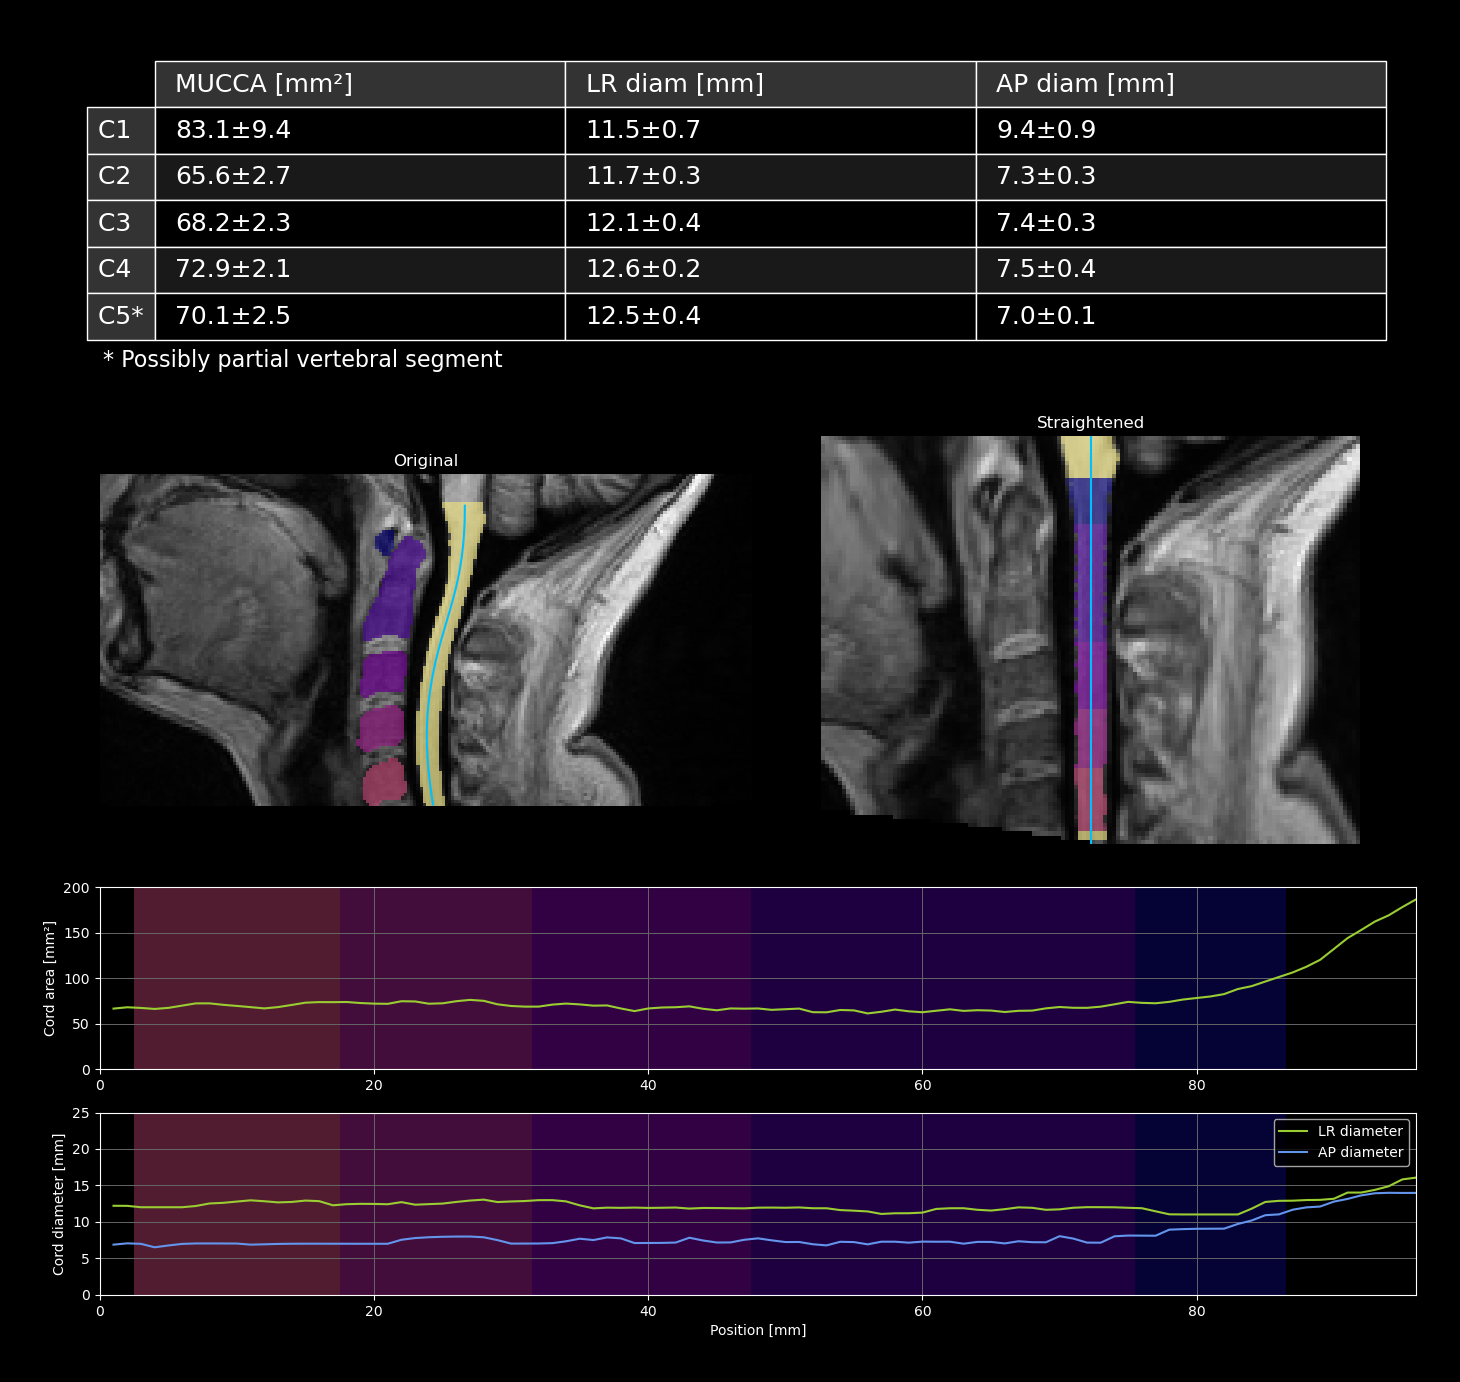 MUCCA [mm²] LR diam [mm] AP diam [mm]
C1 83.1±9.4 11.5±0.7 9.4±0.9
C2 65.6±2.7 11.7±0.3 7.3±0.3
C3 68.2±2.3 12.1±0.4 7.4±0.3
C4 72.9±2.1 12.6±0.2 7.5±0.4
C5* 70.1±2.5 12.5±0.4 7.0±0.1
* Possibly partial vertebral segment
Original
Straightened
Cord area [mm²]
200
150
100
50
0
0 20 40 60 80
Cord diameter [mm]
25
20
15
10
5
0
LR diameter
AP diameter
0 20 40 60 80
Position [mm]